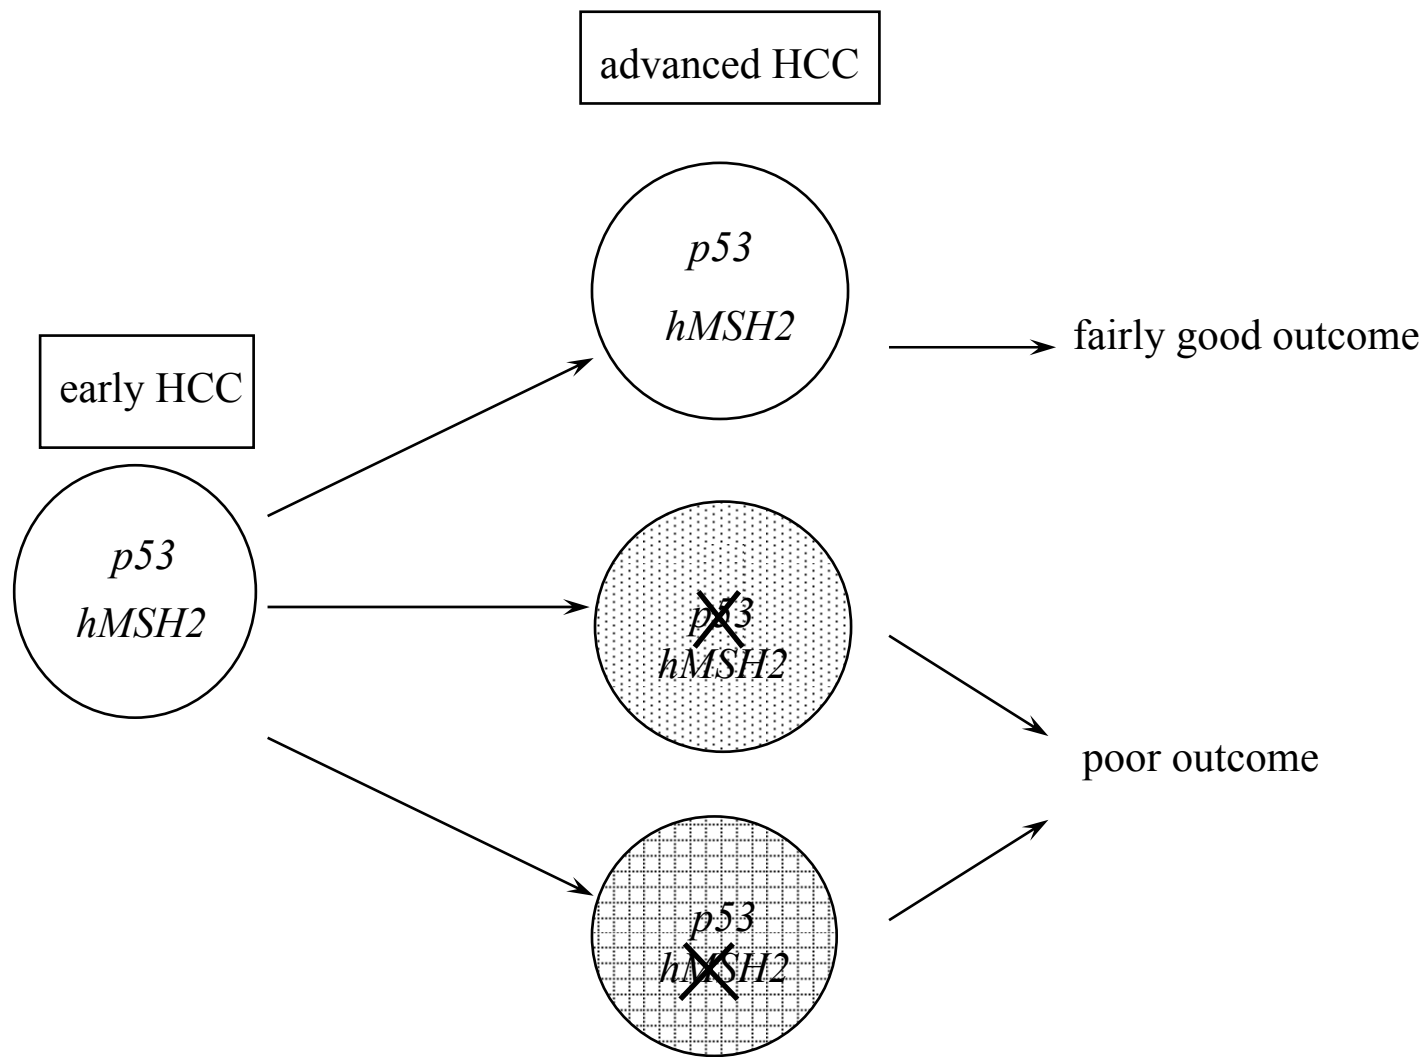 advanced HCC
p53
hMSH2
fairly good outcome
early HCC
p53
hMSH2
p53
hMSH2
poor outcome
p53
hMSH2